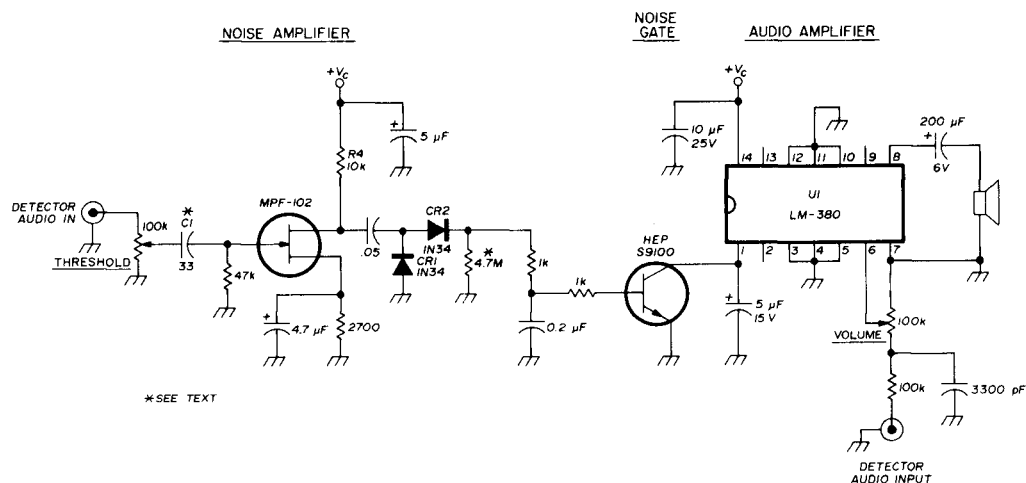 NOISE AMPLIFIER
NOISE
GATE
AUDIO AMPLIFIER
+Vc
+Vc
5 µF
R4
10k
10 µF
25V
200 µF
6V
14 13 12 11 10 9 8
U1
LM-380
1 2 3 4 5 6 7
DETECTOR
AUDIO IN
100k
THRESHOLD
*
C1
33
MPF-102
47k
.05
CR2
1N34
CR1
1N34
*
4.7M
1k
1k
0.2 µF
HEP
S9100
5 µF
15V
4.7 µF
2700
100k
VOLUME
100k
3300 pF
DETECTOR
AUDIO INPUT
*SEE TEXT